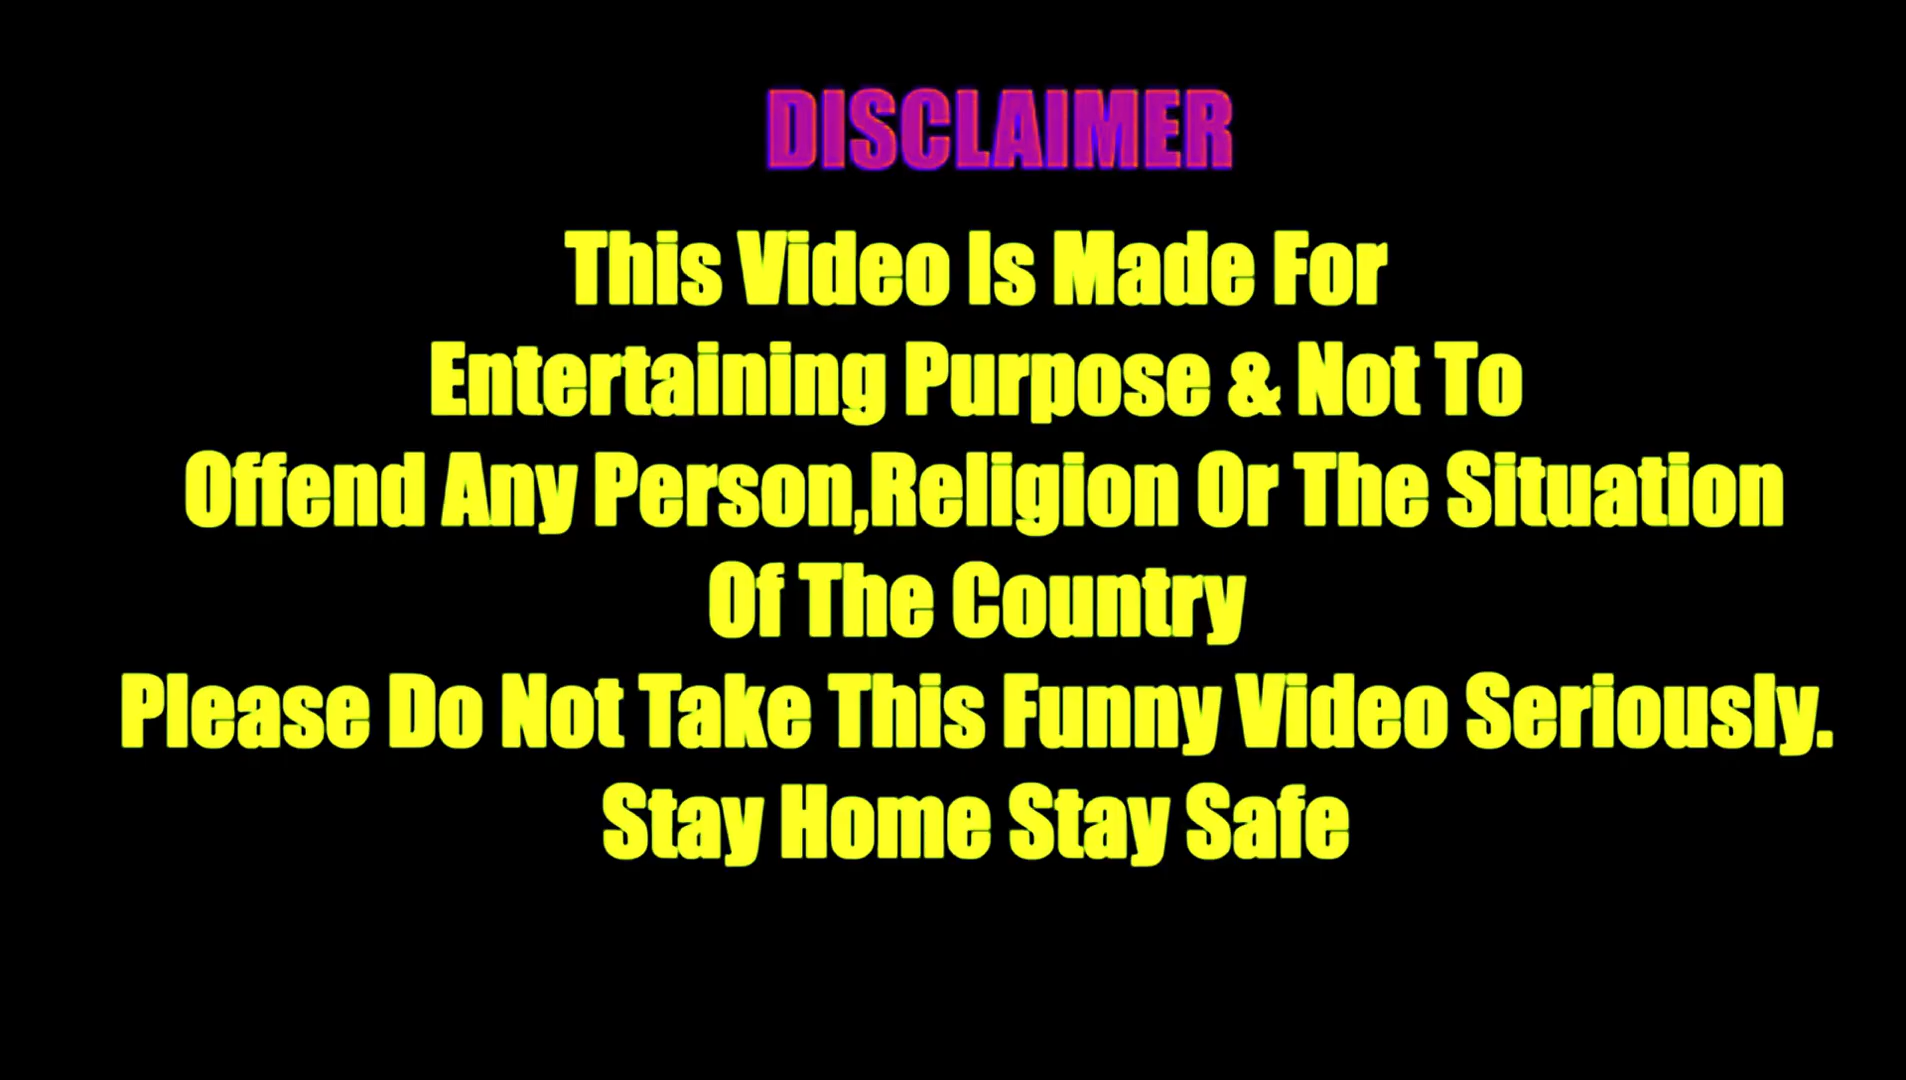 DISCLAIMER
This Video Is Made For
Entertaining Purpose & Not To
Offend Any Person,Religion Or The Situation
Of The Country
Please Do Not Take This Funny Video Seriously.
Stay Home Stay Safe